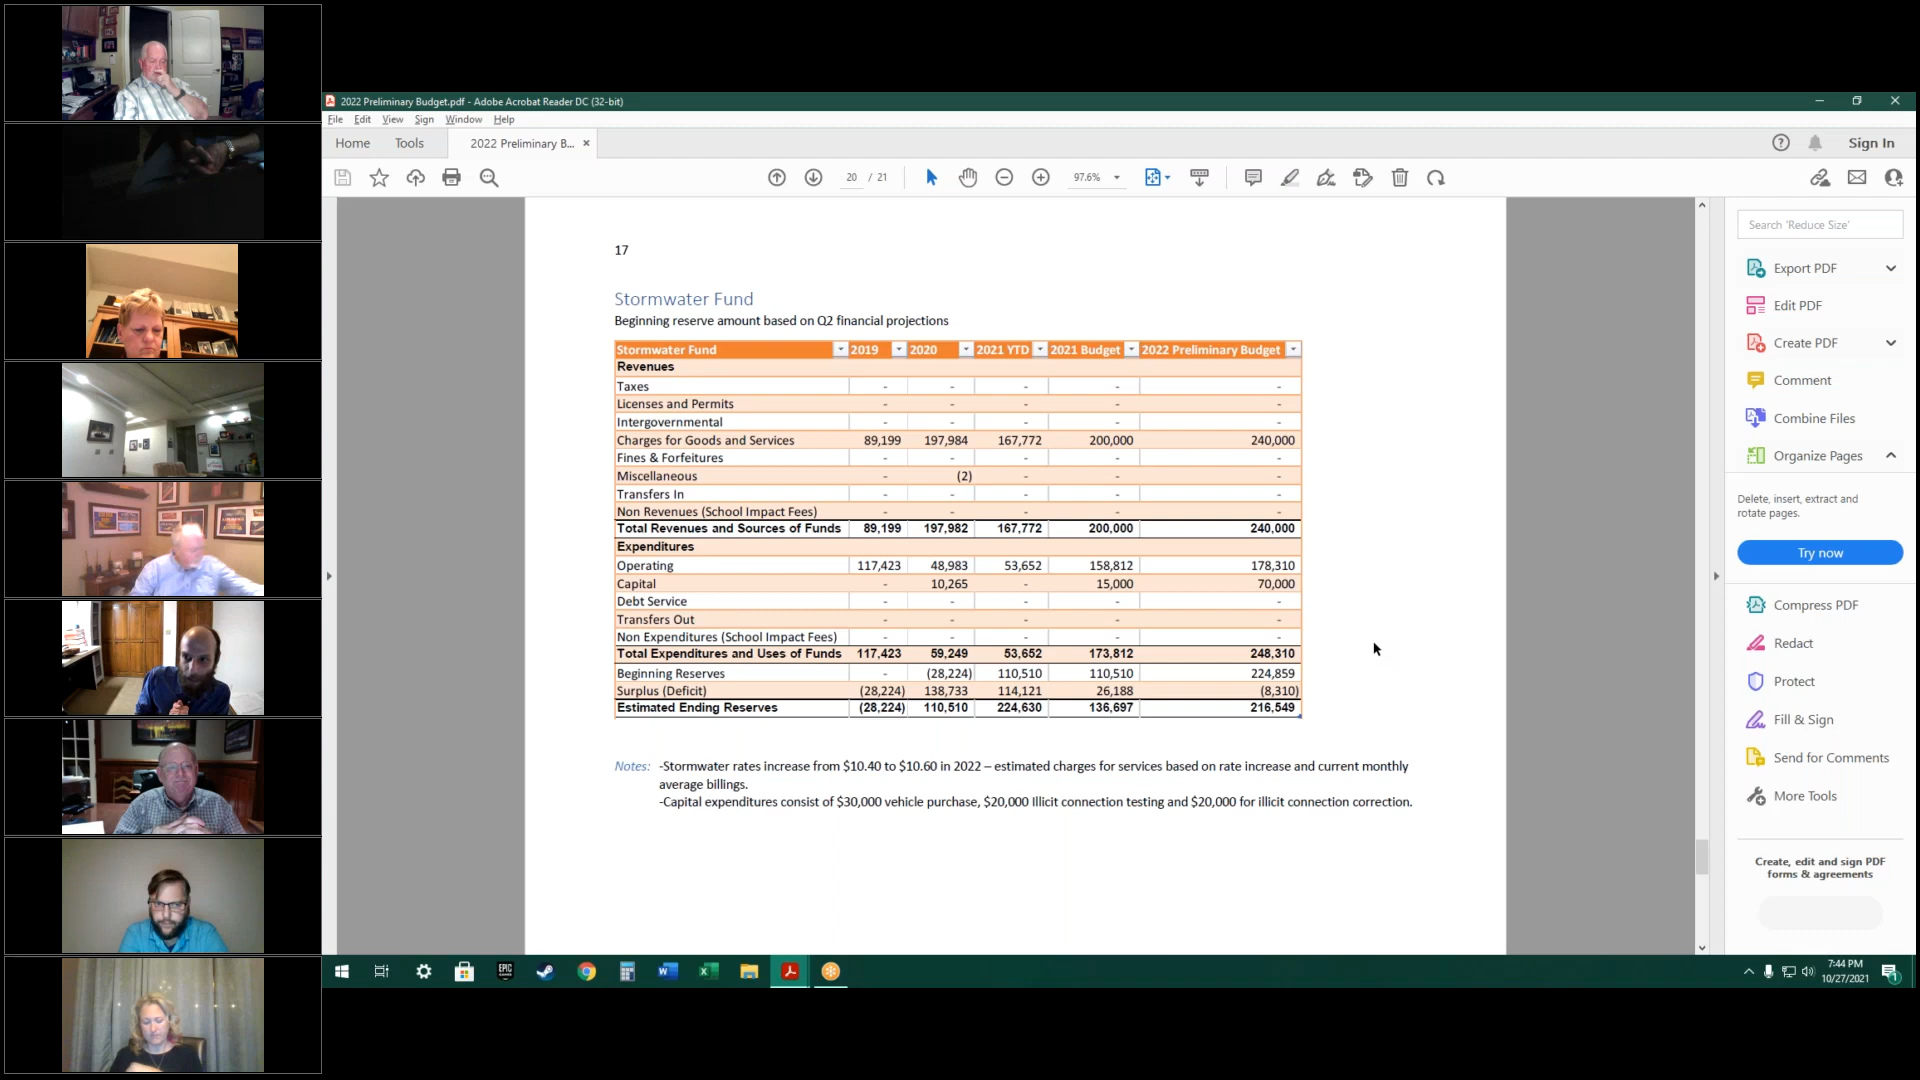 2022 Preliminary Budget.pdf - Adobe Acrobat Reader DC (32-bit)
File Edit View Sign Window Help
Home Tools 2022 Preliminary B... × Sign In
20 / 21 97.6%
Search 'Reduce Size'
Export PDF
Edit PDF
Create PDF
Comment
Combine Files
Organize Pages
Delete, insert, extract and
rotate pages.
Try now
Compress PDF
Redact
Protect
Fill & Sign
Send for Comments
More Tools
Create, edit and sign PDF
forms & agreements
17
Stormwater Fund
Beginning reserve amount based on Q2 financial projections
Stormwater Fund 2019 2020 2021 YTD 2021 Budget 2022 Preliminary Budget
Revenues
Taxes - - - - -
Licenses and Permits - - - - -
Intergovernmental - - - - -
Charges for Goods and Services 89,199 197,984 167,772 200,000 240,000
Fines & Forfeitures - - - - -
Miscellaneous - (2) - - -
Transfers In - - - - -
Non Revenues (School Impact Fees) - - - - -
Total Revenues and Sources of Funds 89,199 197,982 167,772 200,000 240,000
Expenditures
Operating 117,423 48,983 53,652 158,812 178,310
Capital - 10,265 - 15,000 70,000
Debt Service - - - - -
Transfers Out - - - - -
Non Expenditures (School Impact Fees) - - - - -
Total Expenditures and Uses of Funds 117,423 59,249 53,652 173,812 248,310
Beginning Reserves - (28,224) 110,510 110,510 224,859
Surplus (Deficit) (28,224) 138,733 114,121 26,188 (8,310)
Estimated Ending Reserves (28,224) 110,510 224,630 136,697 216,549
Notes: -Stormwater rates increase from $10.40 to $10.60 in 2022 – estimated charges for services based on rate increase and current monthly
average billings.
-Capital expenditures consist of $30,000 vehicle purchase, $20,000 Illicit connection testing and $20,000 for illicit connection correction.
EPIC
7:44 PM
10/27/2021
1